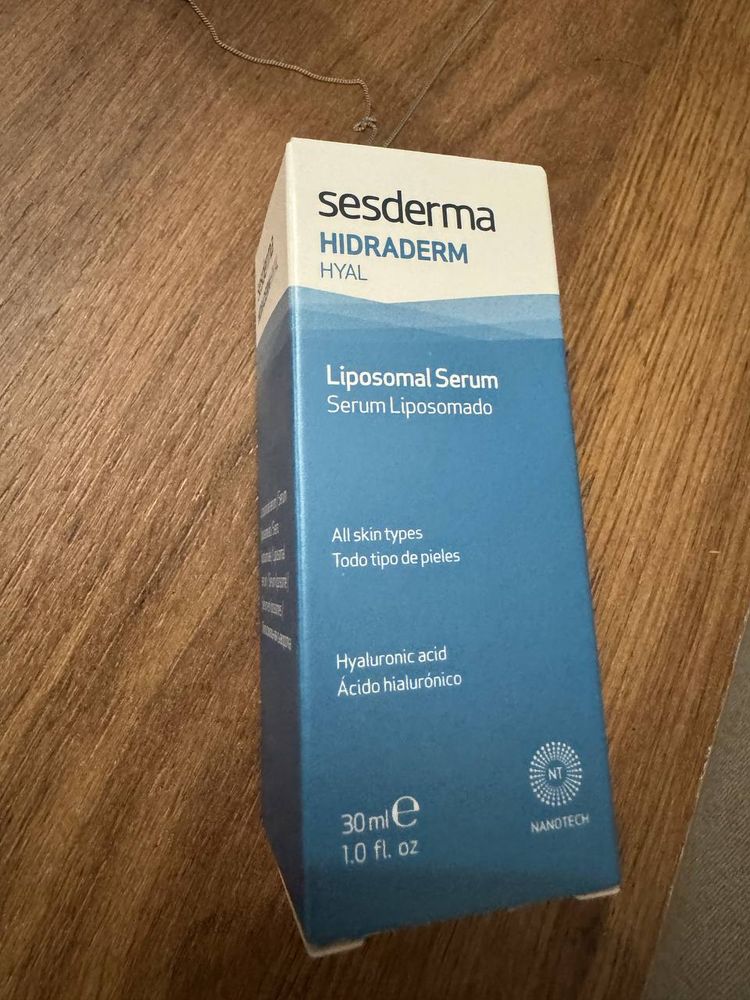 sesderma
HIDRADERM
HYAL
Liposomal Serum
Serum Liposomado
All skin types
Todo tipo de pieles
Hyaluronic acid
Ácido hialurónico
30 ml e
1.0 fl. oz
NT
NANOTECH
sesderma